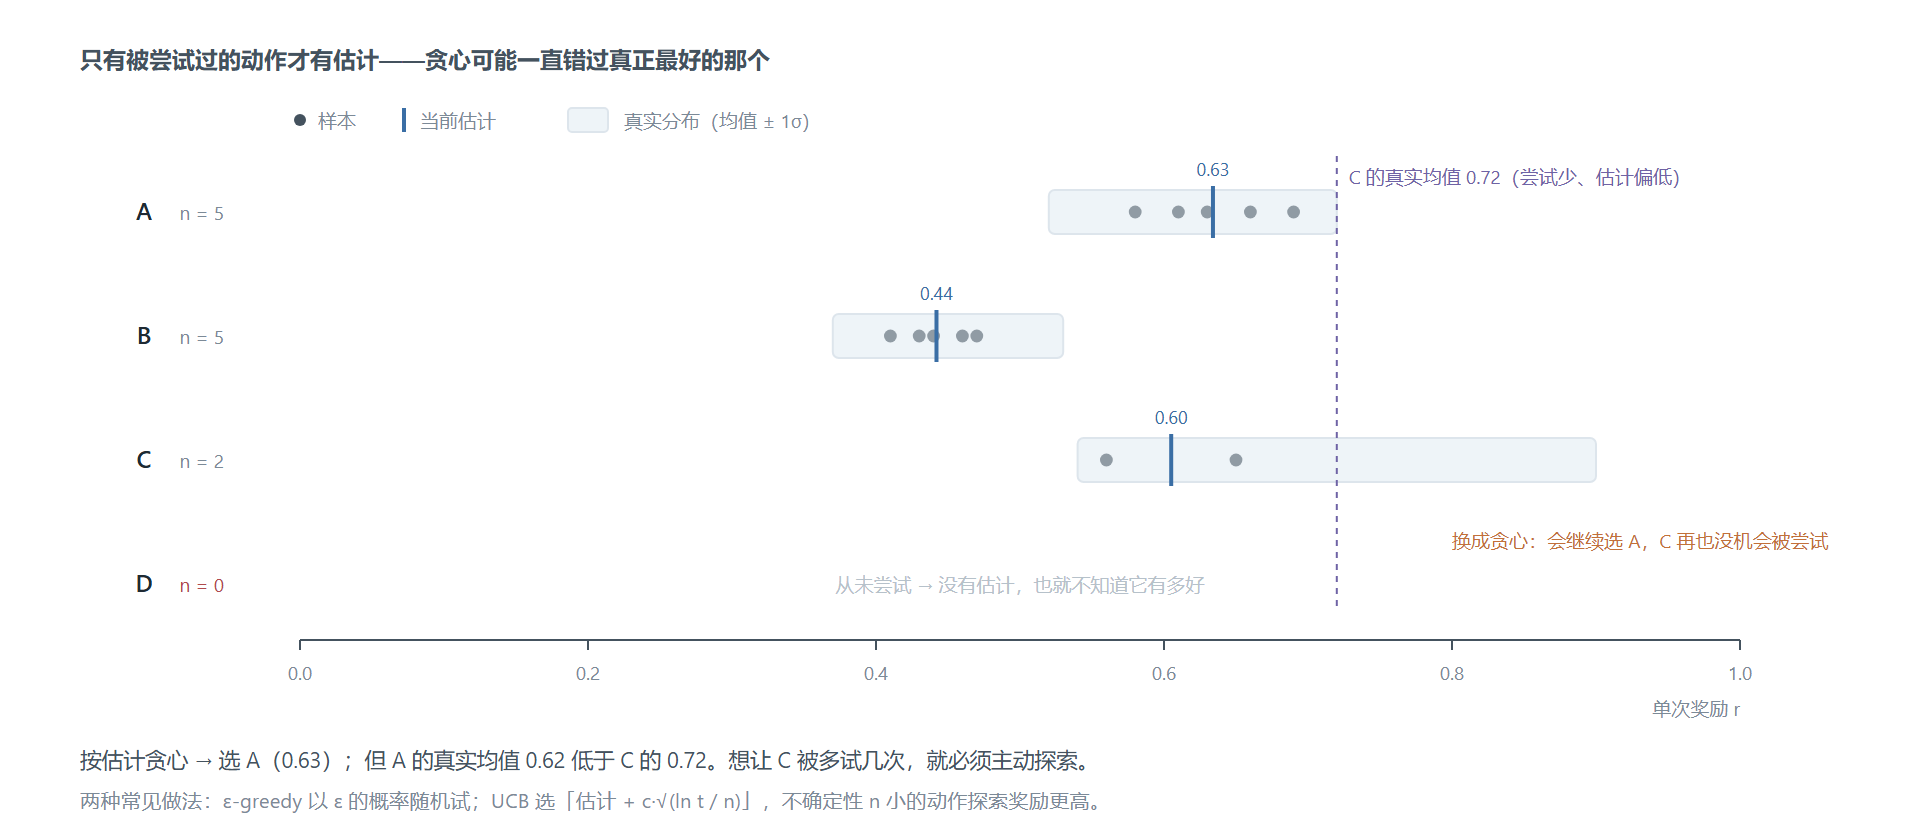 只有被尝试过的动作才有估计——贪心可能一直错过真正最好的那个
样本 当前估计 真实分布（均值 ± 1σ）
0.63
C 的真实均值 0.72（尝试少、估计偏低）
A n = 5
0.44
B n = 5
0.60
C n = 2
换成贪心：会继续选 A，C 再也没机会被尝试
D n = 0 从未尝试 → 没有估计，也就不知道它有多好
0.0 0.2 0.4 0.6 0.8 1.0
单次奖励 r
按估计贪心 → 选 A（0.63）；但 A 的真实均值 0.62 低于 C 的 0.72。想让 C 被多试几次，就必须主动探索。
两种常见做法：ε-greedy 以 ε 的概率随机试；UCB 选「估计 + c·√(ln t / n)」，不确定性 n 小的动作探索奖励更高。